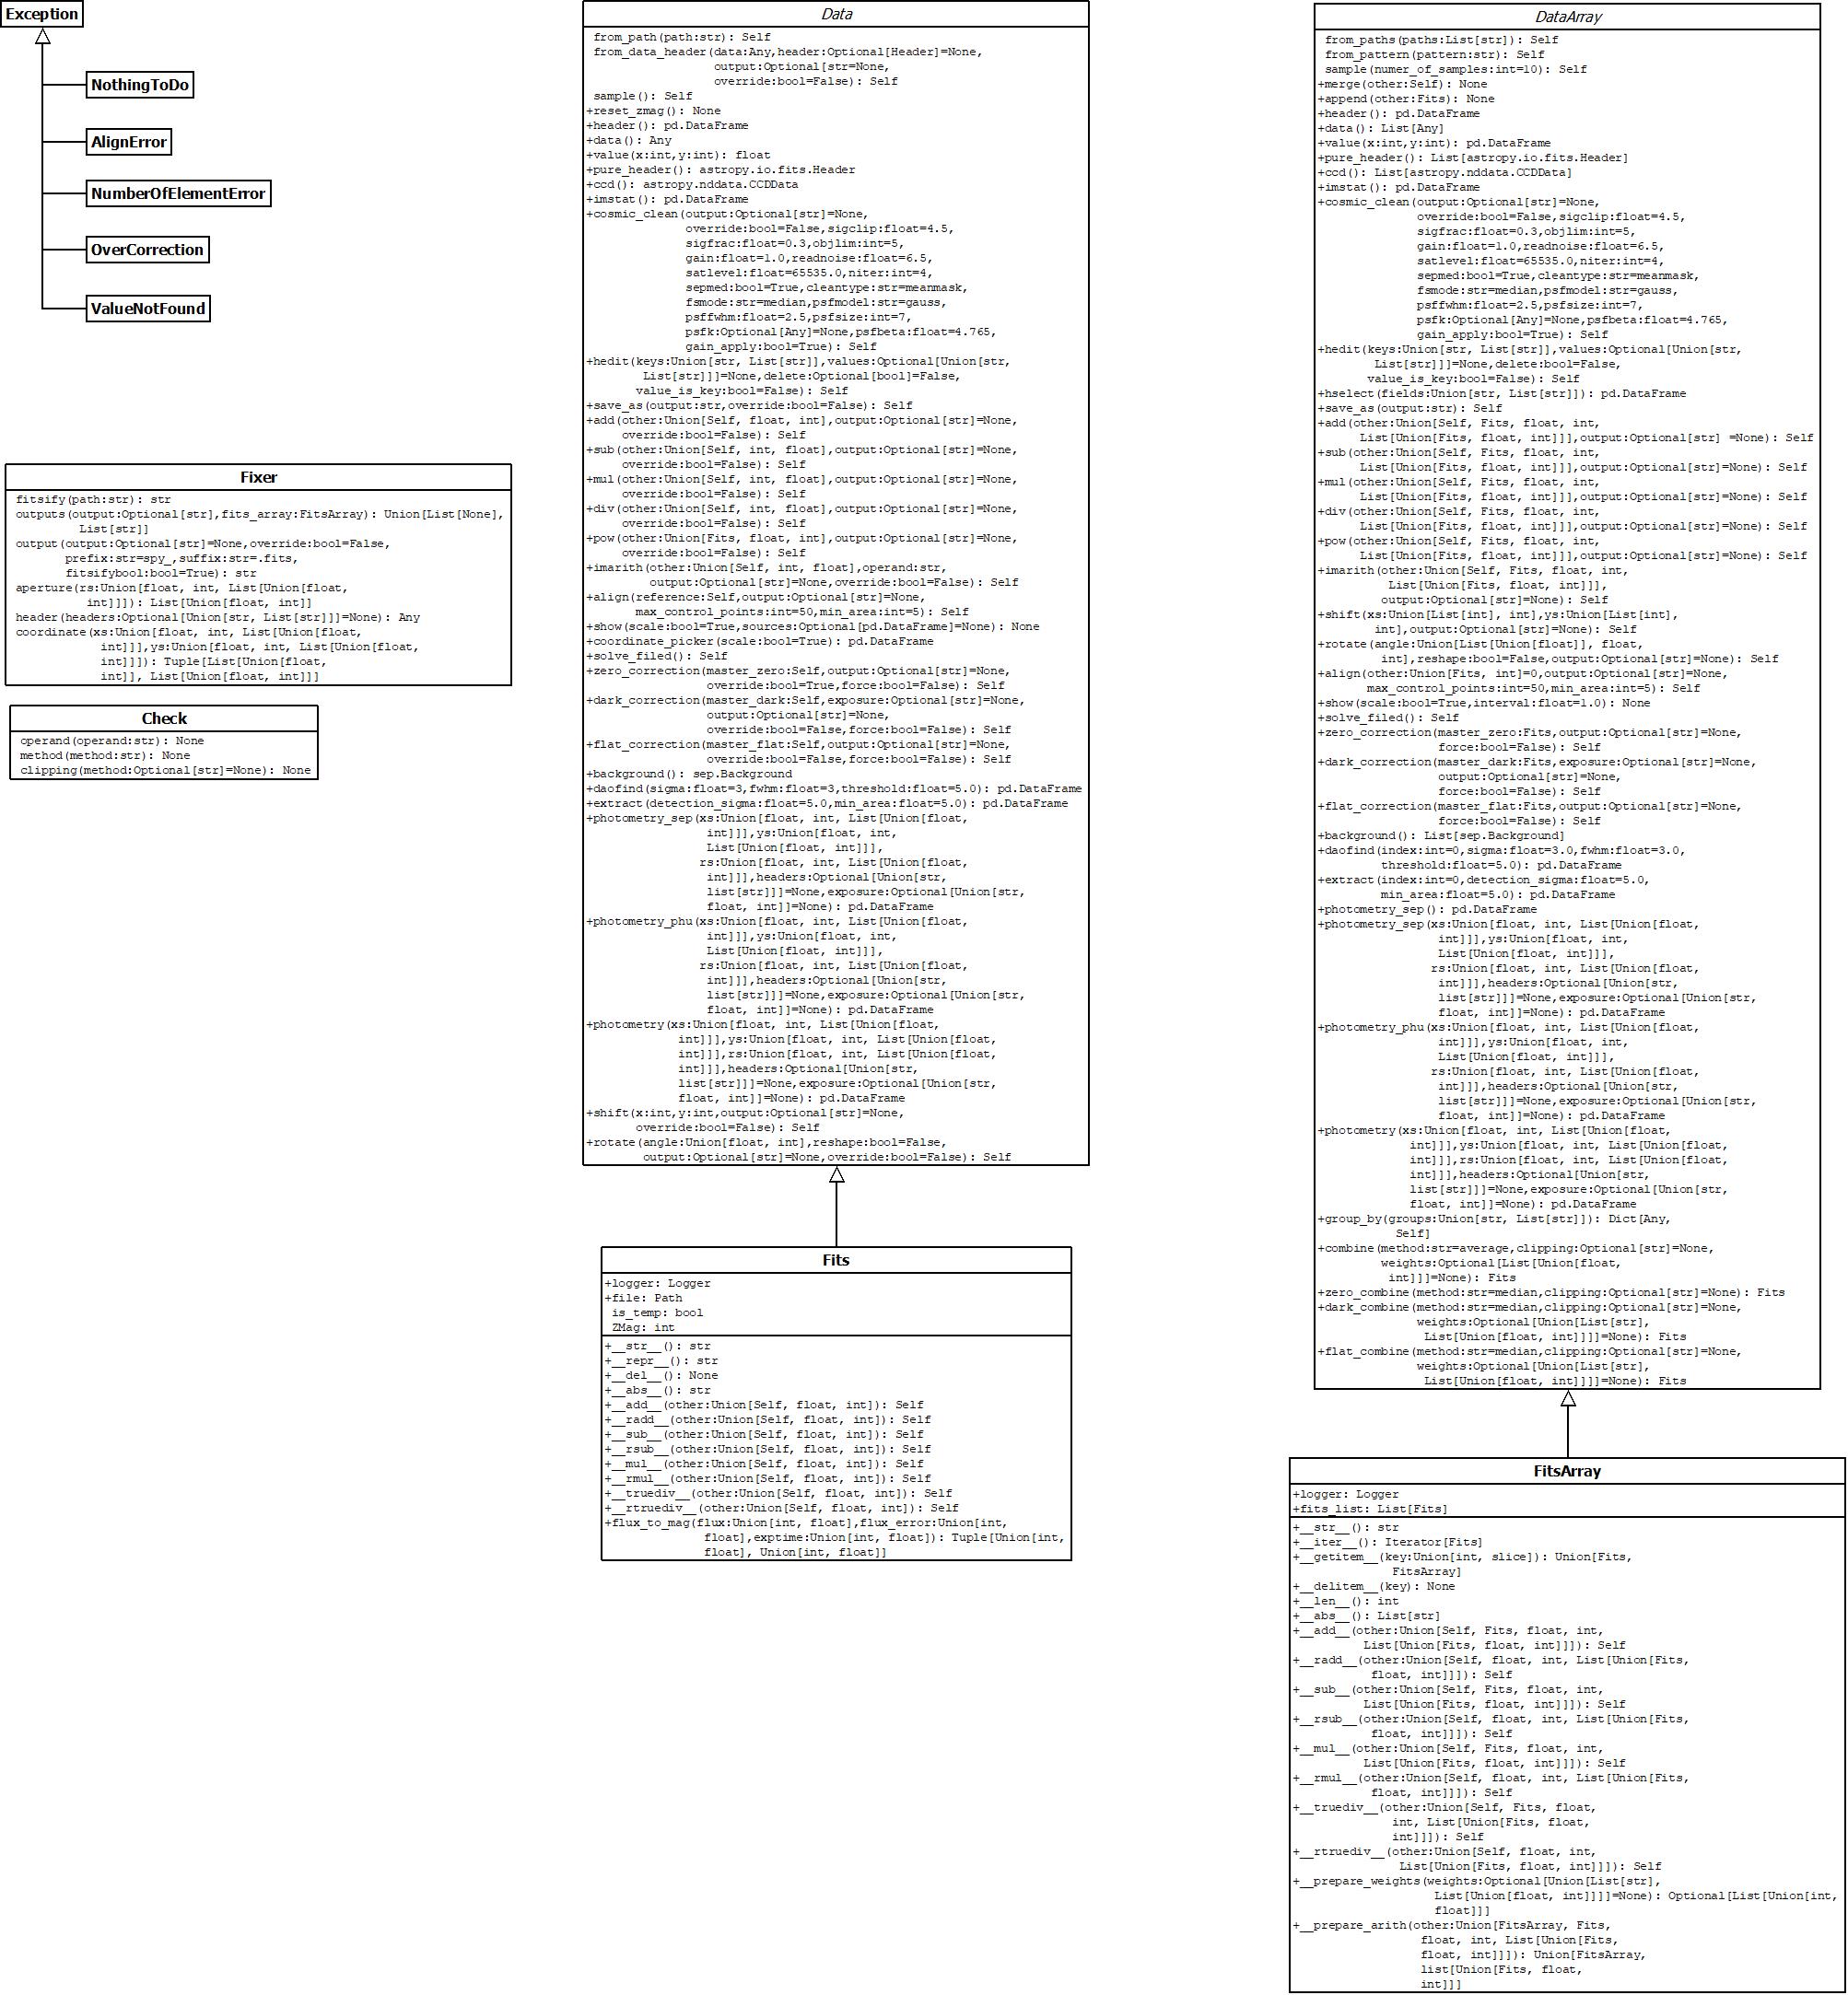 Exception
NothingToDo
AlignError
NumberOfElementError
OverCorrection
ValueNotFound
Fixer
fitsify(path:str): str
outputs(output:Optional[str],fits_array:FitsArray): Union[List[None],
List[str]]
output(output:Optional[str]=None,override:bool=False,
prefix:str=spy_,suffix:str=.fits,
fitsifybool:bool=True): str
aperture(rs:Union[float, int, List[Union[float,
int]]]): List[Union[float, int]]
header(headers:Optional[Union[str, List[str]]]=None): Any
coordinate(xs:Union[float, int, List[Union[float,
int]]],ys:Union[float, int, List[Union[float,
int]]]): Tuple[List[Union[float,
int]], List[Union[float, int]]]
Check
operand(operand:str): None
method(method:str): None
clipping(method:Optional[str]=None): None
Data
from_path(path:str): Self
from_data_header(data:Any,header:Optional[Header]=None,
output:Optional[str=None,
override:bool=False): Self
sample(): Self
+reset_zmag(): None
+header(): pd.DataFrame
+data(): Any
+value(x:int,y:int): float
+pure_header(): astropy.io.fits.Header
+ccd(): astropy.nddata.CCDData
+imstat(): pd.DataFrame
+cosmic_clean(output:Optional[str]=None,
override:bool=False,sigclip:float=4.5,
sigfrac:float=0.3,objlim:int=5,
gain:float=1.0,readnoise:float=6.5,
satlevel:float=65535.0,niter:int=4,
sepmed:bool=True,cleantype:str=meanmask,
fsmode:str=median,psfmodel:str=gauss,
psffwhm:float=2.5,psfsize:int=7,
psfk:Optional[Any]=None,psfbeta:float=4.765,
gain_apply:bool=True): Self
+hedit(keys:Union[str, List[str]],values:Optional[Union[str,
List[str]]]=None,delete:Optional[bool]=False,
value_is_key:bool=False): Self
+save_as(output:str,override:bool=False): Self
+add(other:Union[Self, float, int],output:Optional[str]=None,
override:bool=False): Self
+sub(other:Union[Self, int, float],output:Optional[str]=None,
override:bool=False): Self
+mul(other:Union[Self, int, float],output:Optional[str]=None,
override:bool=False): Self
+div(other:Union[Self, int, float],output:Optional[str]=None,
override:bool=False): Self
+pow(other:Union[Fits, float, int],output:Optional[str]=None,
override:bool=False): Self
+imarith(other:Union[Self, int, float],operand:str,
output:Optional[str]=None,override:bool=False): Self
+align(reference:Self,output:Optional[str]=None,
max_control_points:int=50,min_area:int=5): Self
+show(scale:bool=True,sources:Optional[pd.DataFrame]=None): None
+coordinate_picker(scale:bool=True): pd.DataFrame
+solve_filed(): Self
+zero_correction(master_zero:Self,output:Optional[str]=None,
override:bool=True,force:bool=False): Self
+dark_correction(master_dark:Self,exposure:Optional[str]=None,
output:Optional[str]=None,
override:bool=False,force:bool=False): Self
+flat_correction(master_flat:Self,output:Optional[str]=None,
override:bool=False,force:bool=False): Self
+background(): sep.Background
+daofind(sigma:float=3,fwhm:float=3,threshold:float=5.0): pd.DataFrame
+extract(detection_sigma:float=5.0,min_area:float=5.0): pd.DataFrame
+photometry_sep(xs:Union[float, int, List[Union[float,
int]]],ys:Union[float, int,
List[Union[float, int]]],
rs:Union[float, int, List[Union[float,
int]]],headers:Optional[Union[str,
list[str]]]=None,exposure:Optional[Union[str,
float, int]]=None): pd.DataFrame
+photometry_phu(xs:Union[float, int, List[Union[float,
int]]],ys:Union[float, int,
List[Union[float, int]]],
rs:Union[float, int, List[Union[float,
int]]],headers:Optional[Union[str,
list[str]]]=None,exposure:Optional[Union[str,
float, int]]=None): pd.DataFrame
+photometry(xs:Union[float, int, List[Union[float,
int]]],ys:Union[float, int, List[Union[float,
int]]],rs:Union[float, int, List[Union[float,
int]]],headers:Optional[Union[str,
list[str]]]=None,exposure:Optional[Union[str,
float, int]]=None): pd.DataFrame
+shift(x:int,y:int,output:Optional[str]=None,
override:bool=False): Self
+rotate(angle:Union[float, int],reshape:bool=False,
output:Optional[str]=None,override:bool=False): Self
Fits
+logger: Logger
+file: Path
is_temp: bool
ZMag: int
+__str__(): str
+__repr__(): str
+__del__(): None
+__abs__(): str
+__add__(other:Union[Self, float, int]): Self
+__radd__(other:Union[Self, float, int]): Self
+__sub__(other:Union[Self, float, int]): Self
+__rsub__(other:Union[Self, float, int]): Self
+__mul__(other:Union[Self, float, int]): Self
+__rmul__(other:Union[Self, float, int]): Self
+__truediv__(other:Union[Self, float, int]): Self
+__rtruediv__(other:Union[Self, float, int]): Self
+flux_to_mag(flux:Union[int, float],flux_error:Union[int,
float],exptime:Union[int, float]): Tuple[Union[int,
float], Union[int, float]]
DataArray
from_paths(paths:List[str]): Self
from_pattern(pattern:str): Self
sample(numer_of_samples:int=10): Self
+merge(other:Self): None
+append(other:Fits): None
+header(): pd.DataFrame
+data(): List[Any]
+value(x:int,y:int): pd.DataFrame
+pure_header(): List[astropy.io.fits.Header]
+ccd(): List[astropy.nddata.CCDData]
+imstat(): pd.DataFrame
+cosmic_clean(output:Optional[str]=None,
override:bool=False,sigclip:float=4.5,
sigfrac:float=0.3,objlim:int=5,
gain:float=1.0,readnoise:float=6.5,
satlevel:float=65535.0,niter:int=4,
sepmed:bool=True,cleantype:str=meanmask,
fsmode:str=median,psfmodel:str=gauss,
psffwhm:float=2.5,psfsize:int=7,
psfk:Optional[Any]=None,psfbeta:float=4.765,
gain_apply:bool=True): Self
+hedit(keys:Union[str, List[str]],values:Optional[Union[str,
List[str]]]=None,delete:bool=False,
value_is_key:bool=False): Self
+hselect(fields:Union[str, List[str]]): pd.DataFrame
+save_as(output:str): Self
+add(other:Union[Self, Fits, float, int,
List[Union[Fits, float, int]]],output:Optional[str] =None): Self
+sub(other:Union[Self, Fits, float, int,
List[Union[Fits, float, int]]],output:Optional[str]=None): Self
+mul(other:Union[Self, Fits, float, int,
List[Union[Fits, float, int]]],output:Optional[str]=None): Self
+div(other:Union[Self, Fits, float, int,
List[Union[Fits, float, int]]],output:Optional[str]=None): Self
+pow(other:Union[Self, Fits, float, int,
List[Union[Fits, float, int]]],output:Optional[str]=None): Self
+imarith(other:Union[Self, Fits, float, int,
List[Union[Fits, float, int]]],
output:Optional[str]=None): Self
+shift(xs:Union[List[int], int],ys:Union[List[int],
int],output:Optional[str]=None): Self
+rotate(angle:Union[List[Union[float]], float,
int],reshape:bool=False,output:Optional[str]=None): Self
+align(other:Union[Fits, int]=0,output:Optional[str]=None,
max_control_points:int=50,min_area:int=5): Self
+show(scale:bool=True,interval:float=1.0): None
+solve_filed(): Self
+zero_correction(master_zero:Fits,output:Optional[str]=None,
force:bool=False): Self
+dark_correction(master_dark:Fits,exposure:Optional[str]=None,
output:Optional[str]=None,
force:bool=False): Self
+flat_correction(master_flat:Fits,output:Optional[str]=None,
force:bool=False): Self
+background(): List[sep.Background]
+daofind(index:int=0,sigma:float=3.0,fwhm:float=3.0,
threshold:float=5.0): pd.DataFrame
+extract(index:int=0,detection_sigma:float=5.0,
min_area:float=5.0): pd.DataFrame
+photometry_sep(): pd.DataFrame
+photometry_sep(xs:Union[float, int, List[Union[float,
int]]],ys:Union[float, int,
List[Union[float, int]]],
rs:Union[float, int, List[Union[float,
int]]],headers:Optional[Union[str,
list[str]]]=None,exposure:Optional[Union[str,
float, int]]=None): pd.DataFrame
+photometry_phu(xs:Union[float, int, List[Union[float,
int]]],ys:Union[float, int,
List[Union[float, int]]],
rs:Union[float, int, List[Union[float,
int]]],headers:Optional[Union[str,
list[str]]]=None,exposure:Optional[Union[str,
float, int]]=None): pd.DataFrame
+photometry(xs:Union[float, int, List[Union[float,
int]]],ys:Union[float, int, List[Union[float,
int]]],rs:Union[float, int, List[Union[float,
int]]],headers:Optional[Union[str,
list[str]]]=None,exposure:Optional[Union[str,
float, int]]=None): pd.DataFrame
+group_by(groups:Union[str, List[str]]): Dict[Any,
Self]
+combine(method:str=average,clipping:Optional[str]=None,
weights:Optional[List[Union[float,
int]]]=None): Fits
+zero_combine(method:str=median,clipping:Optional[str]=None): Fits
+dark_combine(method:str=median,clipping:Optional[str]=None,
weights:Optional[Union[List[str],
List[Union[float, int]]]]=None): Fits
+flat_combine(method:str=median,clipping:Optional[str]=None,
weights:Optional[Union[List[str],
List[Union[float, int]]]]=None): Fits
FitsArray
+logger: Logger
+fits_list: List[Fits]
+__str__(): str
+__iter__(): Iterator[Fits]
+__getitem__(key:Union[int, slice]): Union[Fits,
FitsArray]
+__delitem__(key): None
+__len__(): int
+__abs__(): List[str]
+__add__(other:Union[Self, Fits, float, int,
List[Union[Fits, float, int]]]): Self
+__radd__(other:Union[Self, float, int, List[Union[Fits,
float, int]]]): Self
+__sub__(other:Union[Self, Fits, float, int,
List[Union[Fits, float, int]]]): Self
+__rsub__(other:Union[Self, float, int, List[Union[Fits,
float, int]]]): Self
+__mul__(other:Union[Self, Fits, float, int,
List[Union[Fits, float, int]]]): Self
+__rmul__(other:Union[Self, float, int, List[Union[Fits,
float, int]]]): Self
+__truediv__(other:Union[Self, Fits, float,
int, List[Union[Fits, float,
int]]]): Self
+__rtruediv__(other:Union[Self, float, int,
List[Union[Fits, float, int]]]): Self
+__prepare_weights(weights:Optional[Union[List[str],
List[Union[float, int]]]]=None): Optional[List[Union[int,
float]]]
+__prepare_arith(other:Union[FitsArray, Fits,
float, int, List[Union[Fits,
float, int]]]): Union[FitsArray,
list[Union[Fits, float,
int]]]